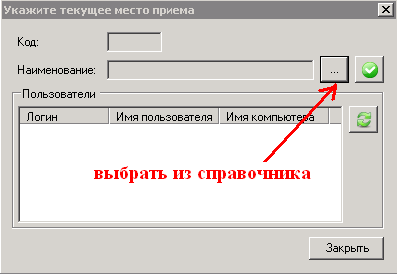 Укажите текущее место приема
Код:
Наименование:
...
Пользователи
Логин Имя пользователя Имя компьютера
выбрать из справочника
Закрыть